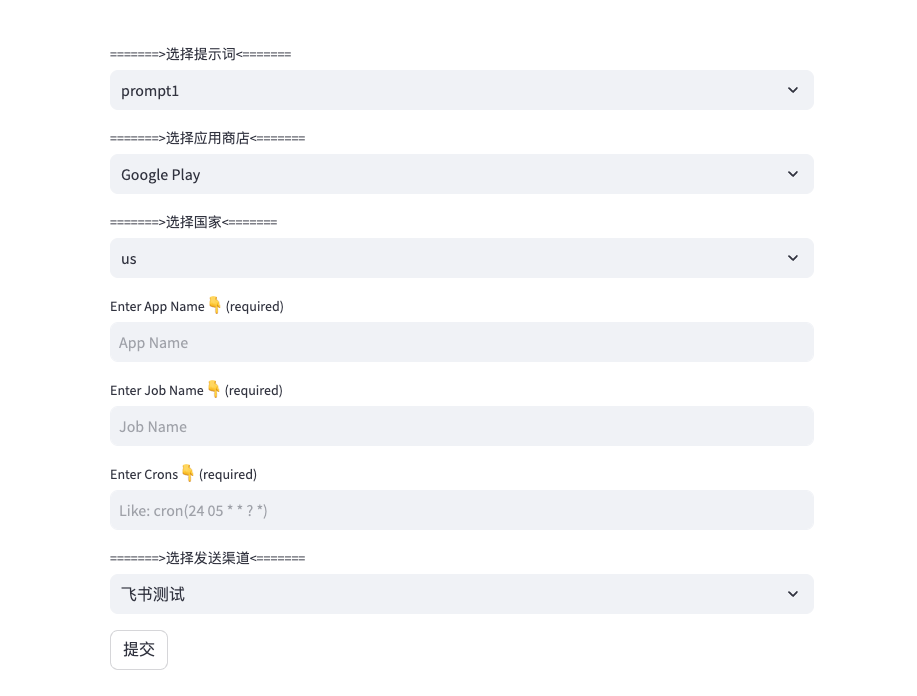 =======>选择提示词<=======
prompt1
=======>选择应用商店<=======
Google Play
=======>选择国家<=======
us
Enter App Name 👇 (required)
App Name
Enter Job Name 👇 (required)
Job Name
Enter Crons 👇 (required)
Like: cron(24 05 * * ? *)
=======>选择发送渠道<=======
飞书测试
提交